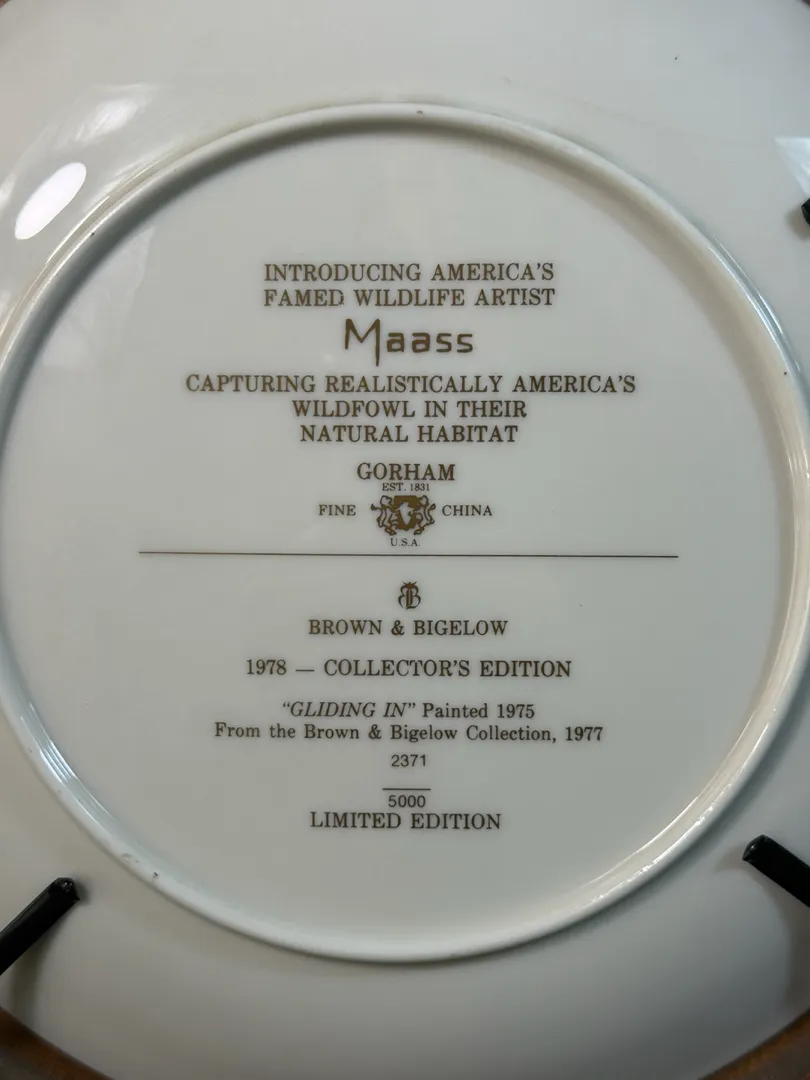 INTRODUCING AMERICA'S
FAMED WILDLIFE ARTIST
Maass
CAPTURING REALISTICALLY AMERICA'S
WILDFOWL IN THEIR
NATURAL HABITAT
GORHAM
EST. 1831
FINE CHINA
U.S.A.
BB
BROWN & BIGELOW
1978 — COLLECTOR'S EDITION
"GLIDING IN" Painted 1975
From the Brown & Bigelow Collection, 1977
2371
5000
LIMITED EDITION